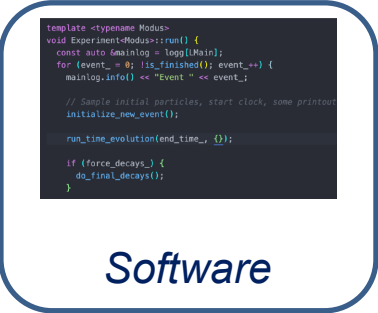 template <typename Modus>
void Experiment<Modus>::run() {
  const auto &mainlog = logg[LMain];
  for (event_ = 0; !is_finished(); event_++) {
    mainlog.info() << "Event " << event_;

    // Sample initial particles, start clock, some printout
    initialize_new_event();

    run_time_evolution(end_time_, {});

    if (force_decays_) {
      do_final_decays();
    }
Software